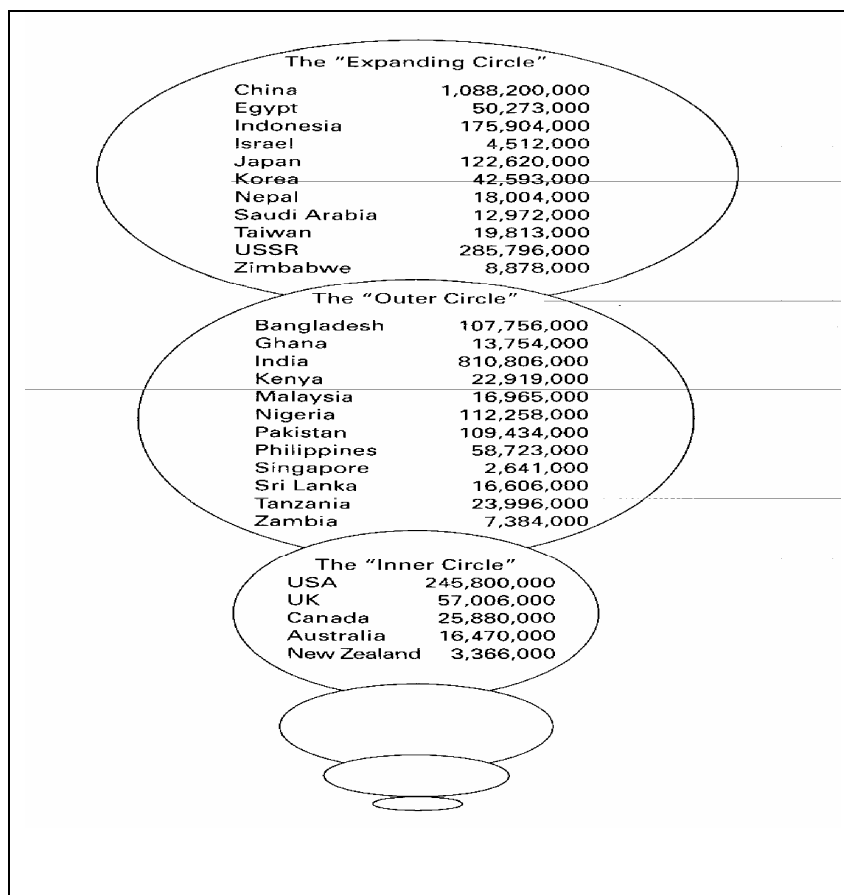 The "Expanding Circle"
China 1,088,200,000
Egypt 50,273,000
Indonesia 175,904,000
Israel 4,512,000
Japan 122,620,000
Korea 42,593,000
Nepal 18,004,000
Saudi Arabia 12,972,000
Taiwan 19,813,000
USSR 285,796,000
Zimbabwe 8,878,000
The "Outer Circle"
Bangladesh 107,756,000
Ghana 13,754,000
India 810,806,000
Kenya 22,919,000
Malaysia 16,965,000
Nigeria 112,258,000
Pakistan 109,434,000
Philippines 58,723,000
Singapore 2,641,000
Sri Lanka 16,606,000
Tanzania 23,996,000
Zambia 7,384,000
The "Inner Circle"
USA 245,800,000
UK 57,006,000
Canada 25,880,000
Australia 16,470,000
New Zealand 3,366,000